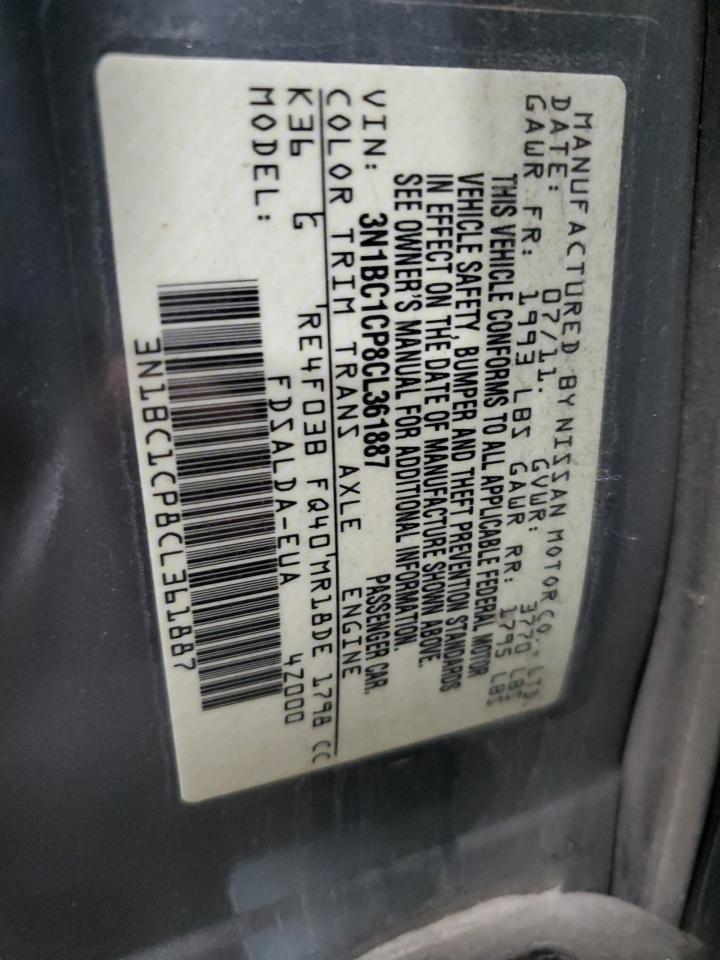 MANUFACTURED BY NISSAN MOTOR CO., LTD.
DATE: 07/11. GVWR: 3770 LBS
GAWR FR: 1993 LBS GAWR RR: 1795 LBS
THIS VEHICLE CONFORMS TO ALL APPLICABLE FEDERAL MOTOR
VEHICLE SAFETY, BUMPER AND THEFT PREVENTION STANDARDS
IN EFFECT ON THE DATE OF MANUFACTURE SHOWN ABOVE.
SEE OWNER'S MANUAL FOR ADDITIONAL INFORMATION.
VIN: 3N1BC1CP8CL361887 PASSENGER CAR.
COLOR TRIM TRANS AXLE ENGINE
K36 G 'RE4F03B FQ40'MR18DE 1798 CC
MODEL: FDSALDA-EUA 4Z000
3N1BC1CP8CL361887